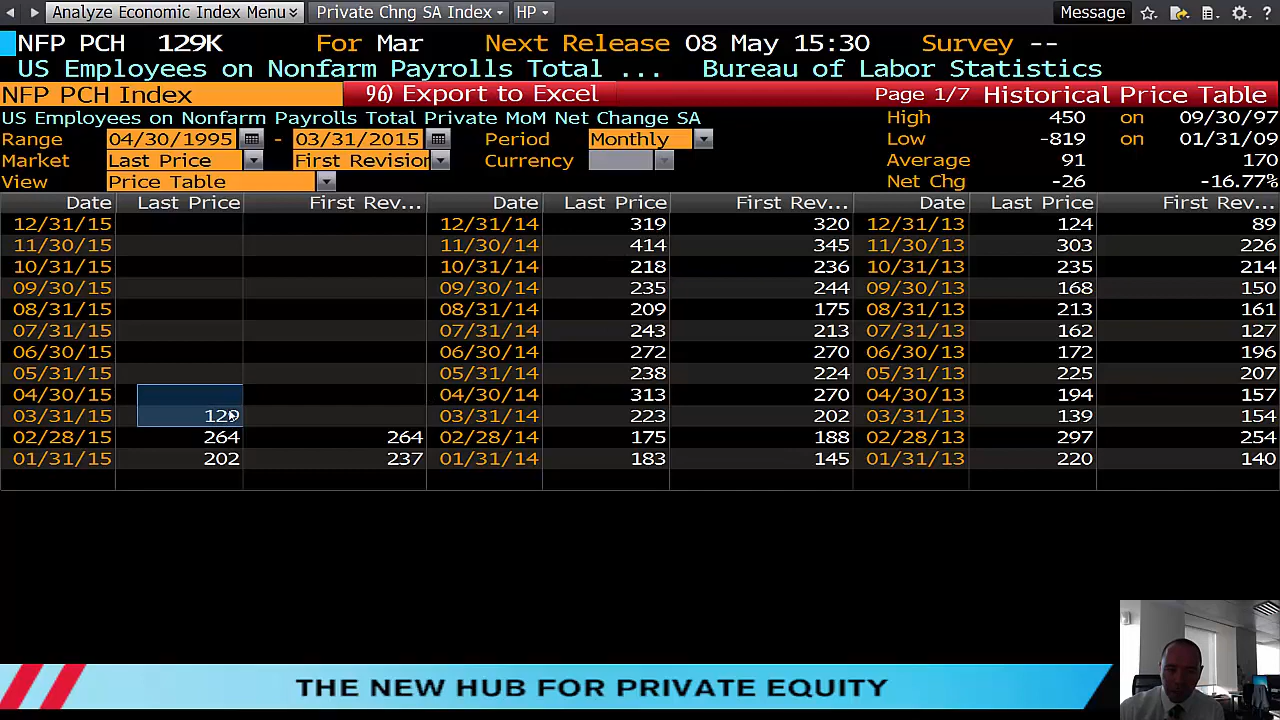 Analyze Economic Index Menu Private Chng SA Index HP Message
NFP PCH 129K For Mar Next Release 08 May 15:30 Survey --
US Employees on Nonfarm Payrolls Total ... Bureau of Labor Statistics
NFP PCH Index 96) Export to Excel Page 1/7 Historical Price Table
US Employees on Nonfarm Payrolls Total Private MoM Net Change SA High 450 on 09/30/97
Range 04/30/1995 - 03/31/2015 Period Monthly Low -819 on 01/31/09
Market Last Price First Revision Currency Average 91 170
View Price Table Net Chg -26 -16.77%
Date Last Price First Rev... Date Last Price First Rev... Date Last Price First Rev...
12/31/15 12/31/14 319 320 12/31/13 124 89
11/30/15 11/30/14 414 345 11/30/13 303 226
10/31/15 10/31/14 218 236 10/31/13 235 214
09/30/15 09/30/14 235 244 09/30/13 168 150
08/31/15 08/31/14 209 175 08/31/13 213 161
07/31/15 07/31/14 243 213 07/31/13 162 127
06/30/15 06/30/14 272 270 06/30/13 172 196
05/31/15 05/31/14 238 224 05/31/13 225 207
04/30/15 04/30/14 313 270 04/30/13 194 157
03/31/15 129 03/31/14 223 202 03/31/13 139 154
02/28/15 264 264 02/28/14 175 188 02/28/13 297 254
01/31/15 202 237 01/31/14 183 145 01/31/13 220 140
THE NEW HUB FOR PRIVATE EQUITY